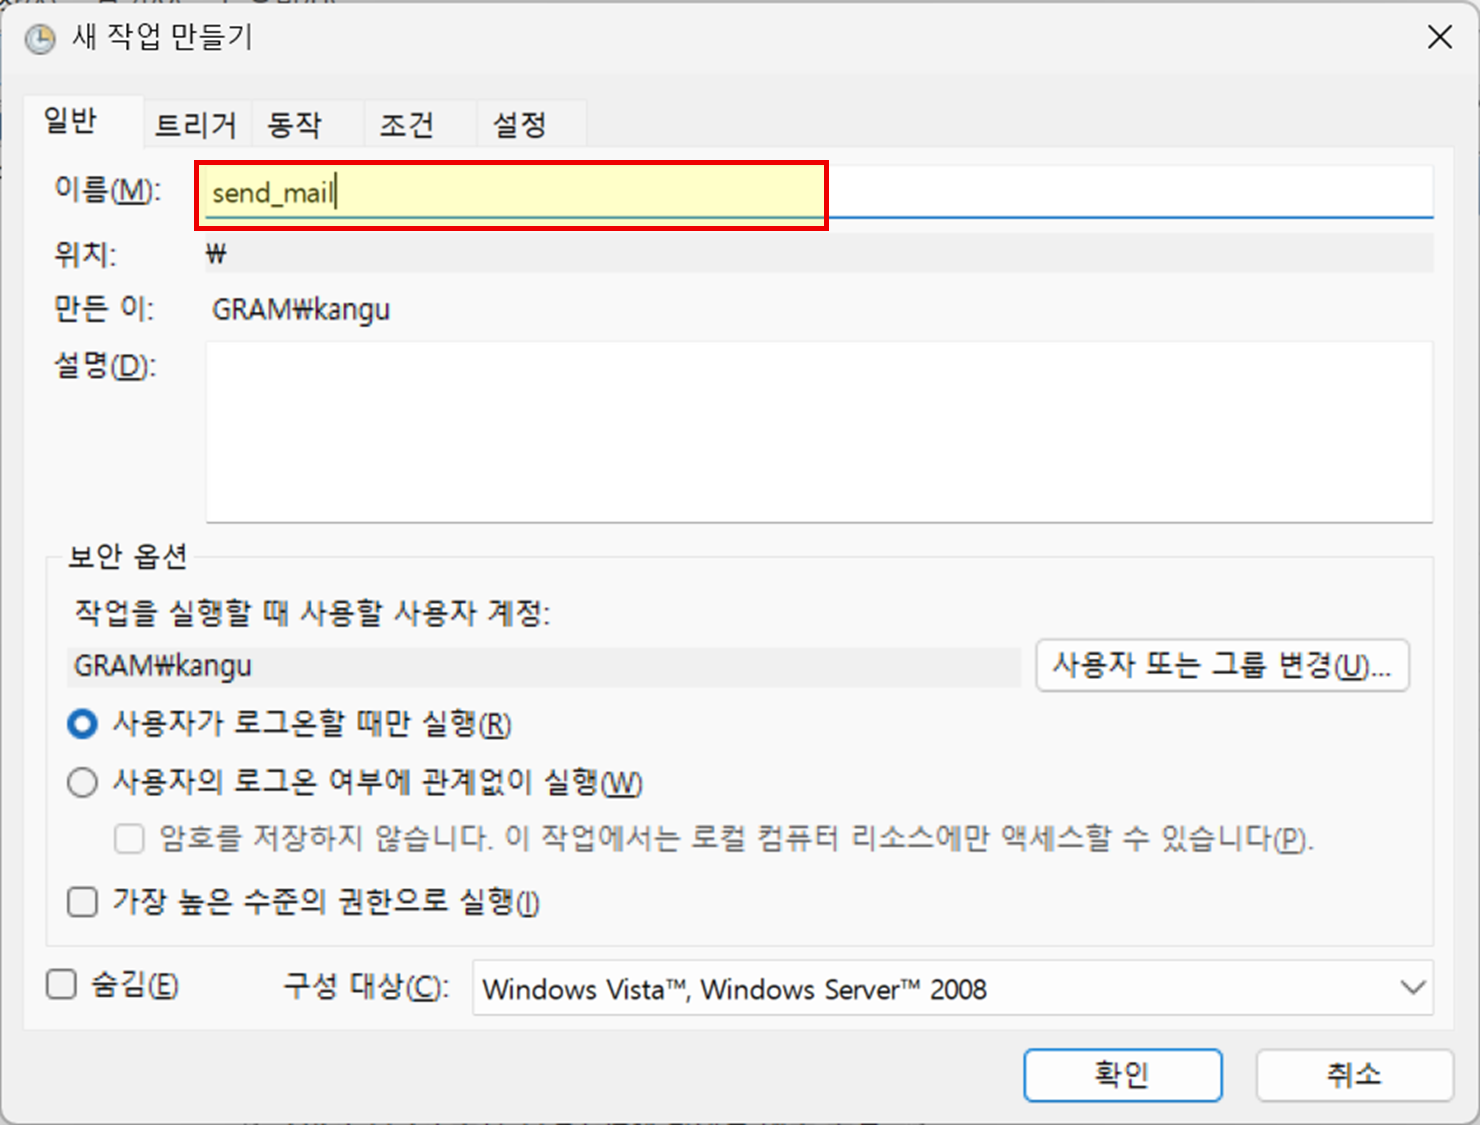 새 작업 만들기
일반 트리거 동작 조건 설정
이름(M): send_mail
위치: ₩
만든 이: GRAM₩kangu
설명(D):
보안 옵션
작업을 실행할 때 사용할 사용자 계정:
GRAM₩kangu 사용자 또는 그룹 변경(U)...
사용자가 로그온할 때만 실행(R)
사용자의 로그온 여부에 관계없이 실행(W)
암호를 저장하지 않습니다. 이 작업에서는 로컬 컴퓨터 리소스에만 액세스할 수 있습니다(P).
가장 높은 수준의 권한으로 실행(I)
숨김(E) 구성 대상(C): Windows Vista™, Windows Server™ 2008
확인 취소